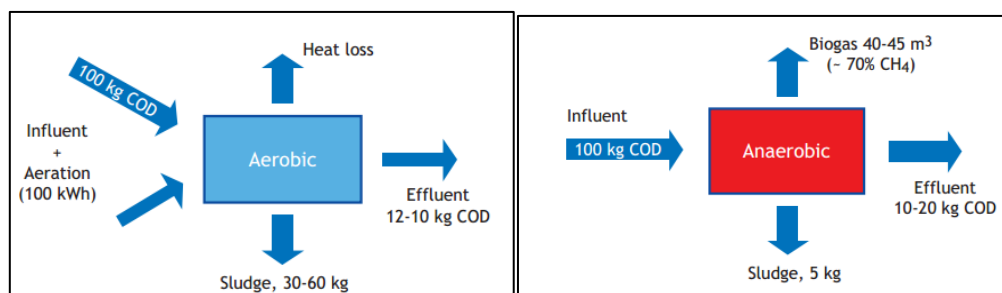 Heat loss
100 kg COD
Influent
+
Aeration
(100 kWh)
Aerobic
Effluent
12-10 kg COD
Sludge, 30-60 kg
Biogas 40-45 m³
(~ 70% CH₄)
Influent
100 kg COD
Anaerobic
Effluent
10-20 kg COD
Sludge, 5 kg